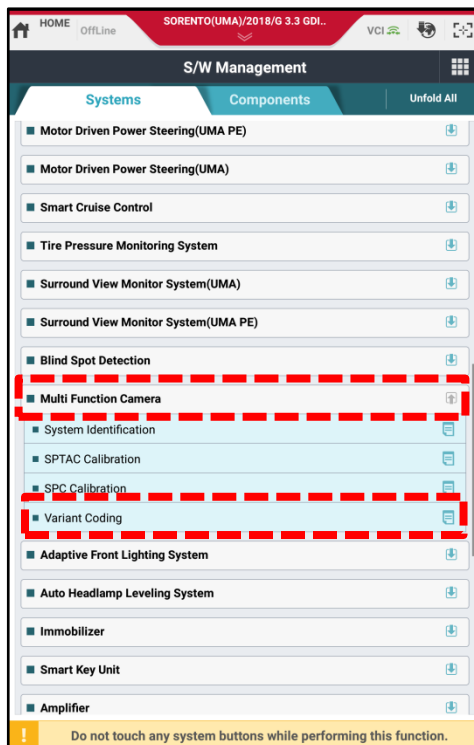 HOME
OffLine
SORENTO(UMA)/2018/G 3.3 GDI..
VCI
S/W Management
Systems
Components
Unfold All
Motor Driven Power Steering(UMA PE)
Motor Driven Power Steering(UMA)
Smart Cruise Control
Tire Pressure Monitoring System
Surround View Monitor System(UMA)
Surround View Monitor System(UMA PE)
Blind Spot Detection
Multi Function Camera
System Identification
SPTAC Calibration
SPC Calibration
Variant Coding
Adaptive Front Lighting System
Auto Headlamp Leveling System
Immobilizer
Smart Key Unit
Amplifier
! Do not touch any system buttons while performing this function.